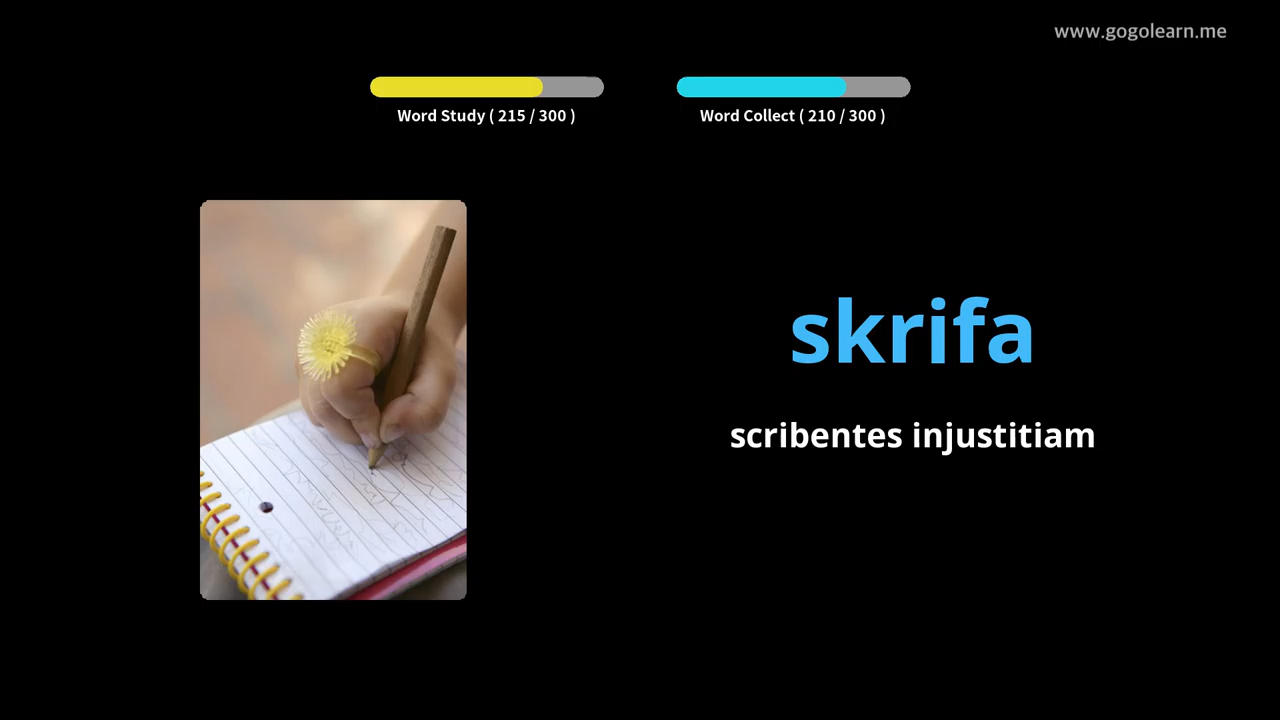 www.gogolearn.me
Word Study ( 215 / 300 )
Word Collect ( 210 / 300 )
skrifa
scribentes injustitiam